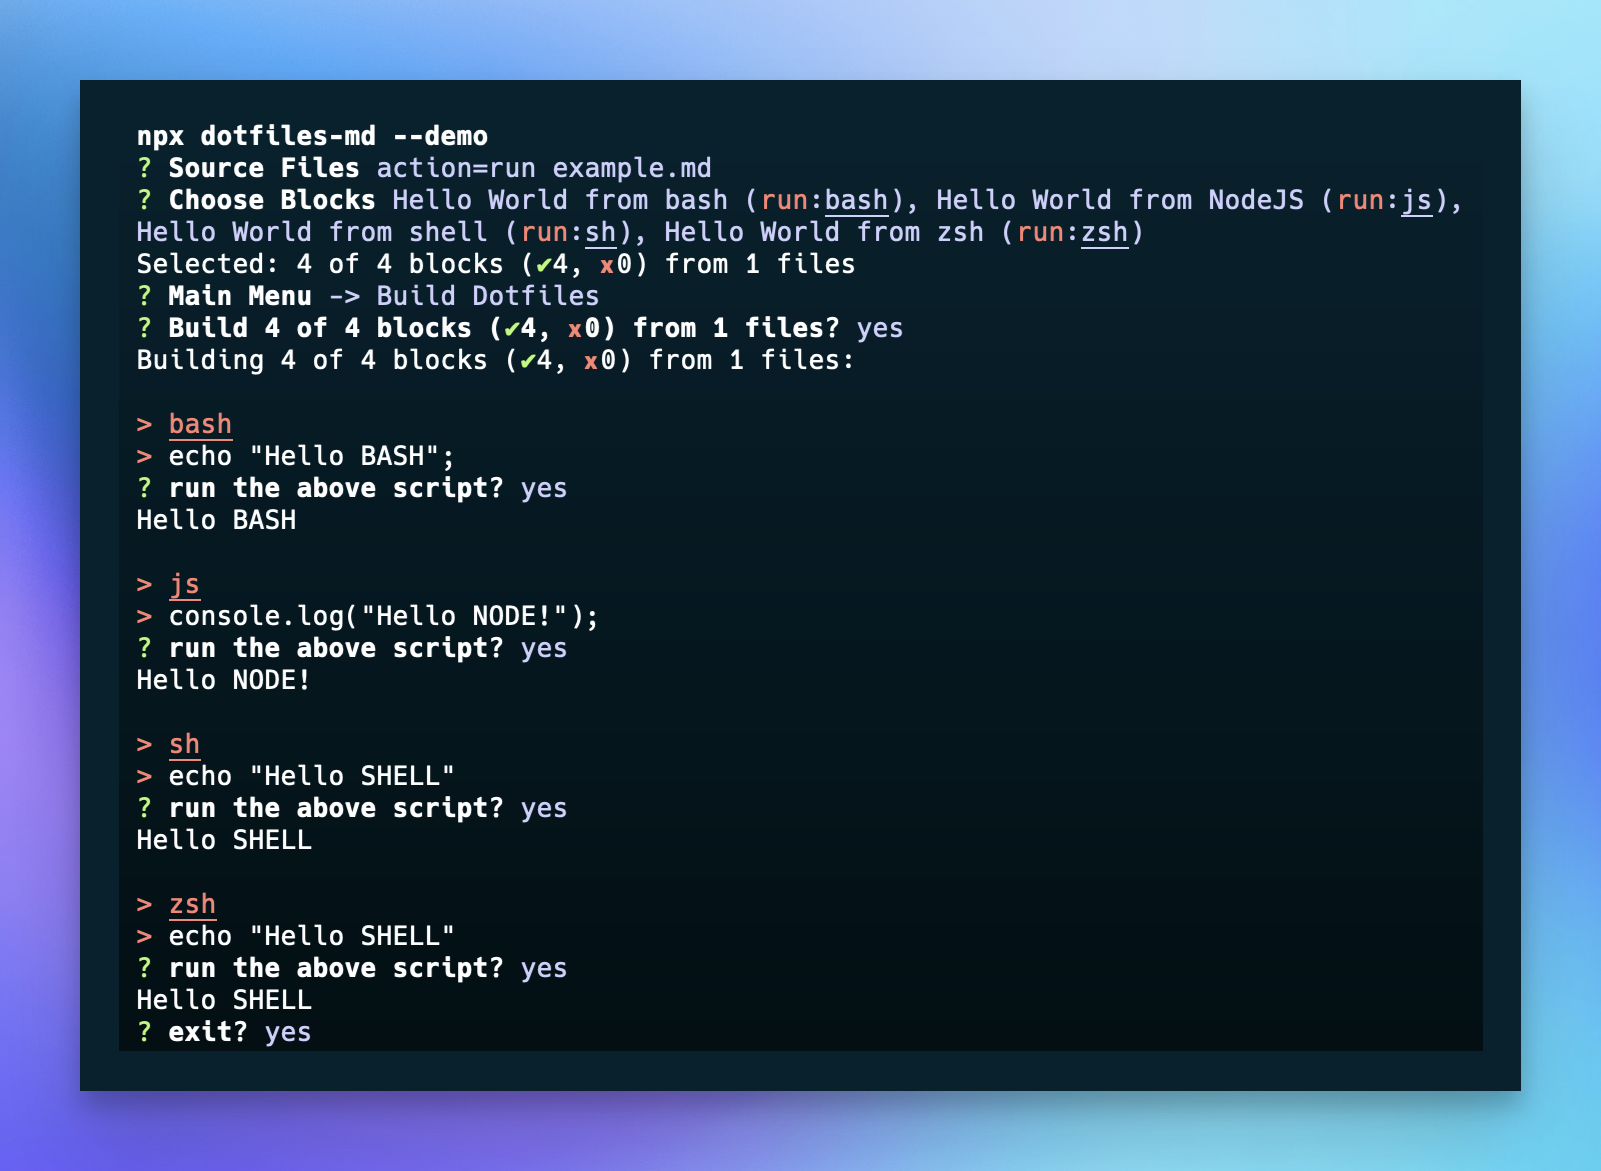 npx dotfiles-md --demo
? Source Files action=run example.md
? Choose Blocks Hello World from bash (run:bash), Hello World from NodeJS (run:js),
Hello World from shell (run:sh), Hello World from zsh (run:zsh)
Selected: 4 of 4 blocks (✔4, x0) from 1 files
? Main Menu -> Build Dotfiles
? Build 4 of 4 blocks (✔4, x0) from 1 files? yes
Building 4 of 4 blocks (✔4, x0) from 1 files:

> bash
> echo "Hello BASH";
? run the above script? yes
Hello BASH

> js
> console.log("Hello NODE!");
? run the above script? yes
Hello NODE!

> sh
> echo "Hello SHELL"
? run the above script? yes
Hello SHELL

> zsh
> echo "Hello SHELL"
? run the above script? yes
Hello SHELL
? exit? yes